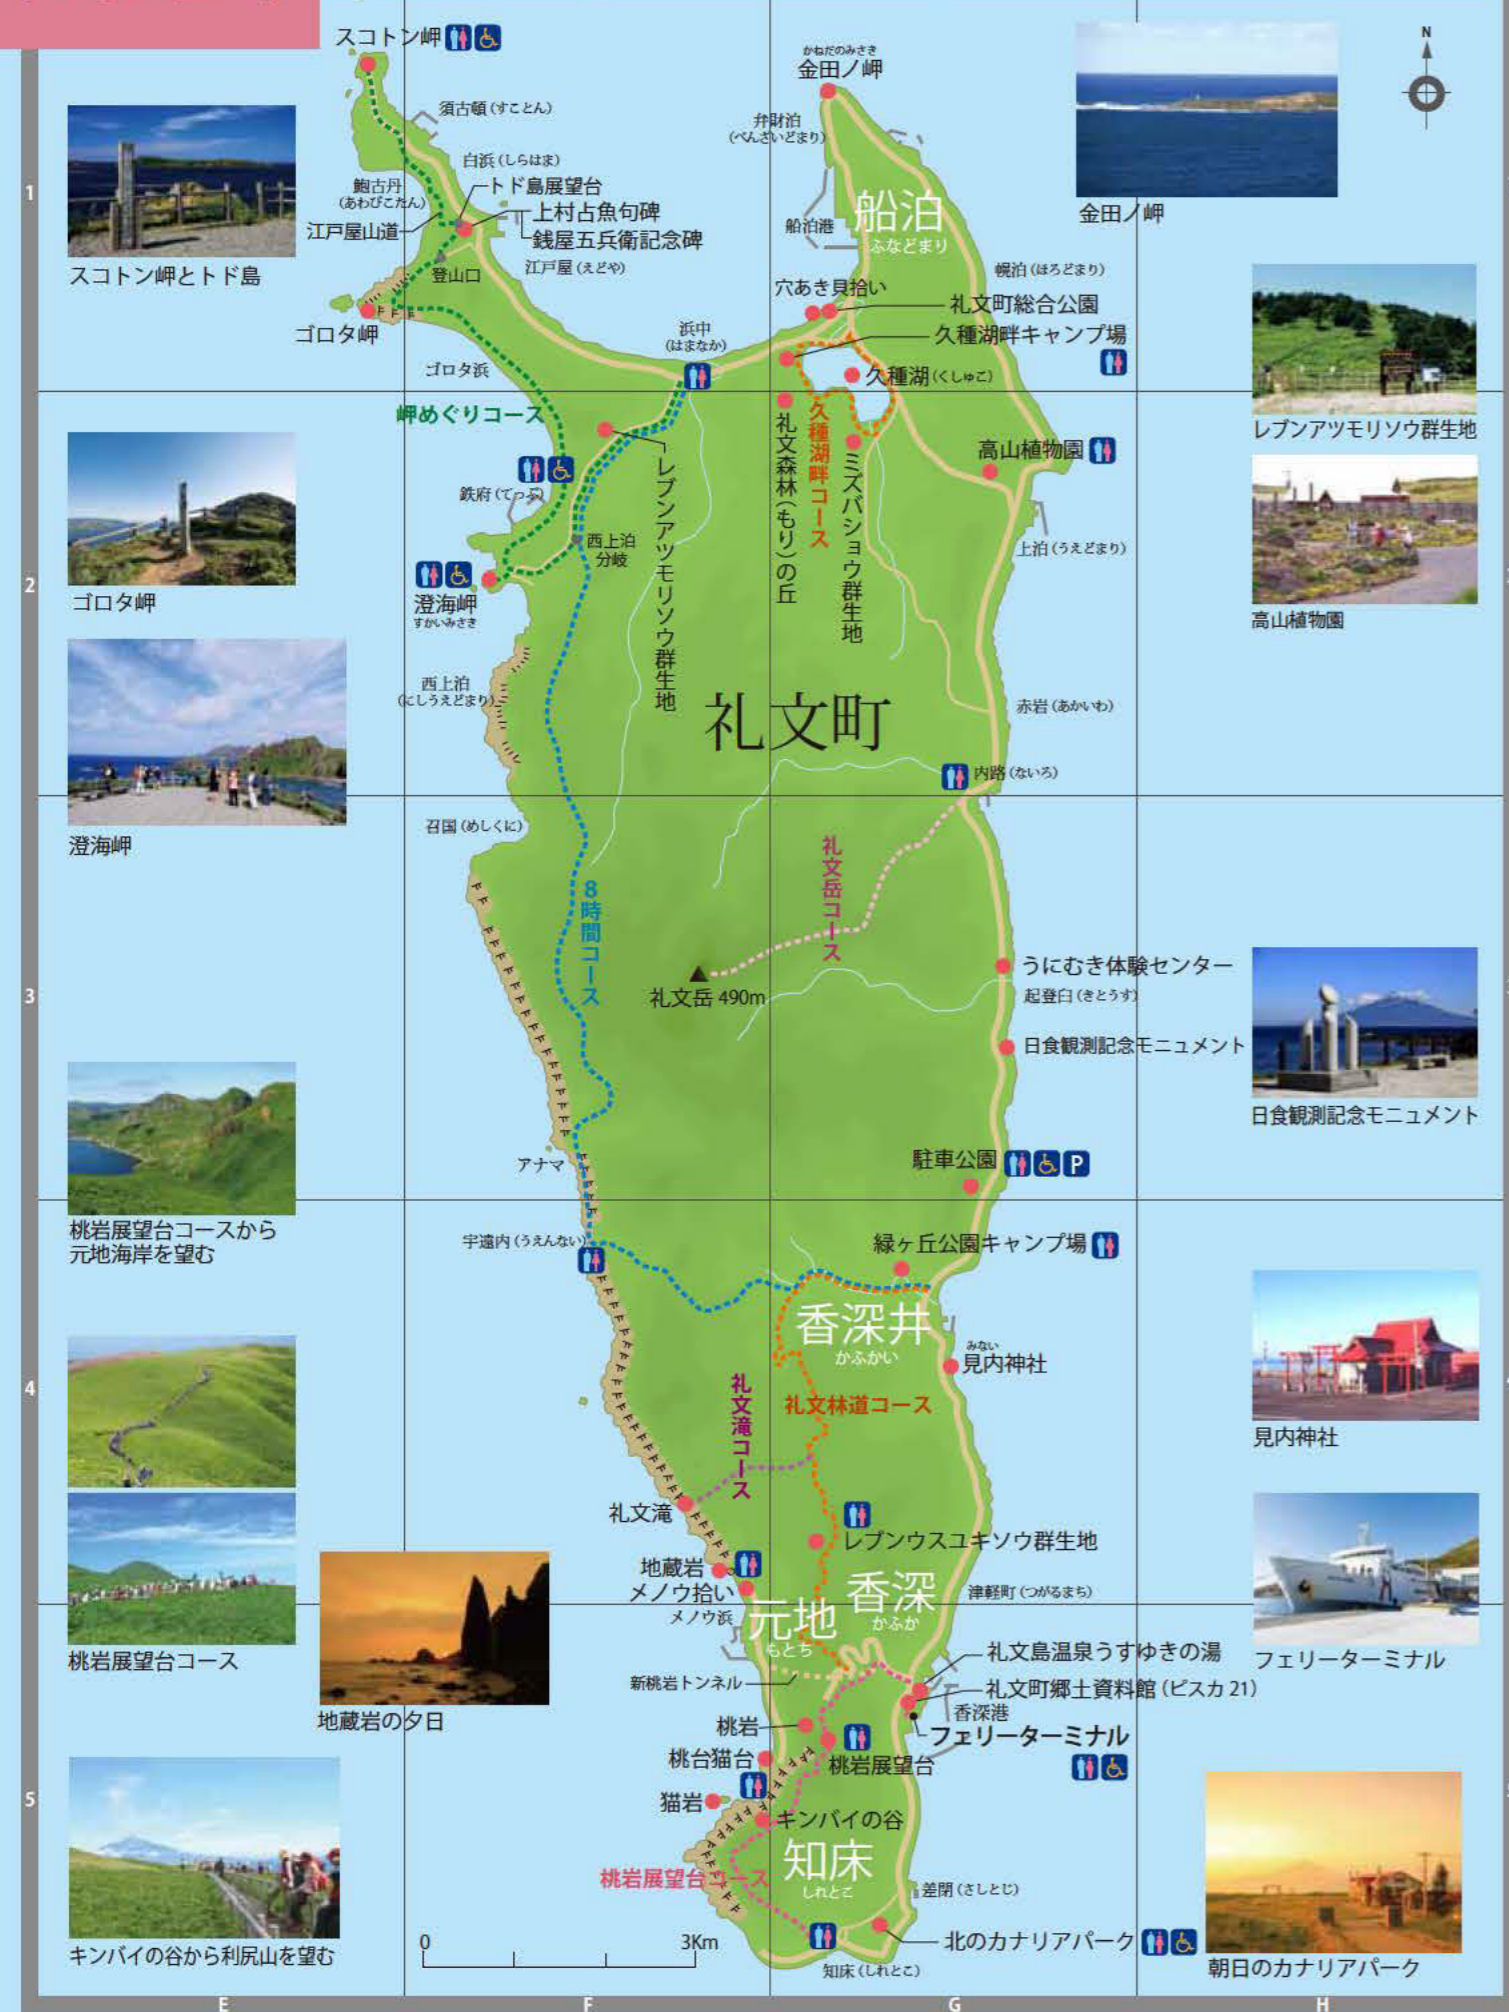 スコトン岬
須古頓（すことん）
白浜（しらはま）
鮑古丹
（あわびこたん）
トド島展望台
上村占魚句碑
銭屋五兵衛記念碑
江戸屋山道
江戸屋（えどや）
登山口
ゴロタ岬
ゴロタ浜
浜中
（はまなか）
かねだのみさき
金田ノ岬
弁財泊
（べんざいどまり）
船泊
ふなどまり
船泊港
幌泊（ほろどまり）
穴あき貝拾い
礼文町総合公園
久種湖畔キャンプ場
久種湖（くしゅこ）
N
金田ノ岬
スコトン岬とトド島
レブンアツモリソウ群生地
1
岬めぐりコース
鉄府（てっぷ）
西上泊
分岐
澄海岬
すかいみさき
西上泊
（にしうえどまり）
レブンアツモリソウ群生地
礼文森林（もり）の丘
久種湖畔コース
ミズバショウ群生地
高山植物園
上泊（うえどまり）
赤岩（あかいわ）
礼文町
内路（ないろ）
ゴロタ岬
澄海岬
高山植物園
2
召国（めしくに）
8時間コース
礼文岳コース
礼文岳 490m
うにむき体験センター
起登臼（きとうす）
日食観測記念モニュメント
日食観測記念モニュメント
アナマ
駐車公園
P
3
桃岩展望台コースから
元地海岸を望む
宇遠内（うえんない）
緑ヶ丘公園キャンプ場
香深井
かふかい
みない
見内神社
見内神社
礼文滝コース
礼文林道コース
礼文滝
レブンウスユキソウ群生地
地蔵岩
メノウ拾い
メノウ浜
香深
かふか
津軽町（つがるまち）
4
元地
もとち
新桃岩トンネル
礼文島温泉うすゆきの湯
礼文町郷土資料館（ピスカ21）
香深港
フェリーターミナル
フェリーターミナル
桃岩
桃岩展望台
桃台猫台
猫岩
キンバイの谷
知床
しれとこ
桃岩展望台コース
差閉（さしとじ）
北のカナリアパーク
知床（しれとこ）
桃岩展望台コース
地蔵岩の夕日
キンバイの谷から利尻山を望む
朝日のカナリアパーク
5
0
3Km
E
F
G
H